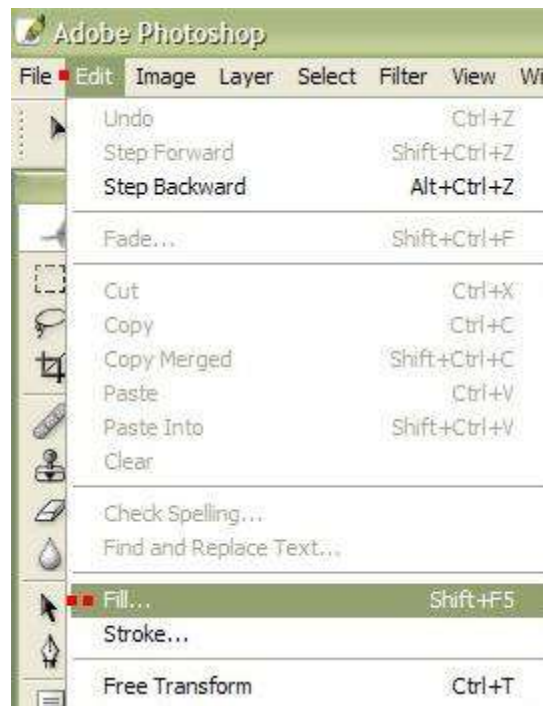 Adobe Photoshop
File Edit Image Layer Select Filter View Wi
Undo Ctrl+Z
Step Forward Shift+Ctrl+Z
Step Backward Alt+Ctrl+Z
Fade... Shift+Ctrl+F
Cut Ctrl+X
Copy Ctrl+C
Copy Merged Shift+Ctrl+C
Paste Ctrl+V
Paste Into Shift+Ctrl+V
Clear
Check Spelling...
Find and Replace Text...
Fill... Shift+F5
Stroke...
Free Transform Ctrl+T